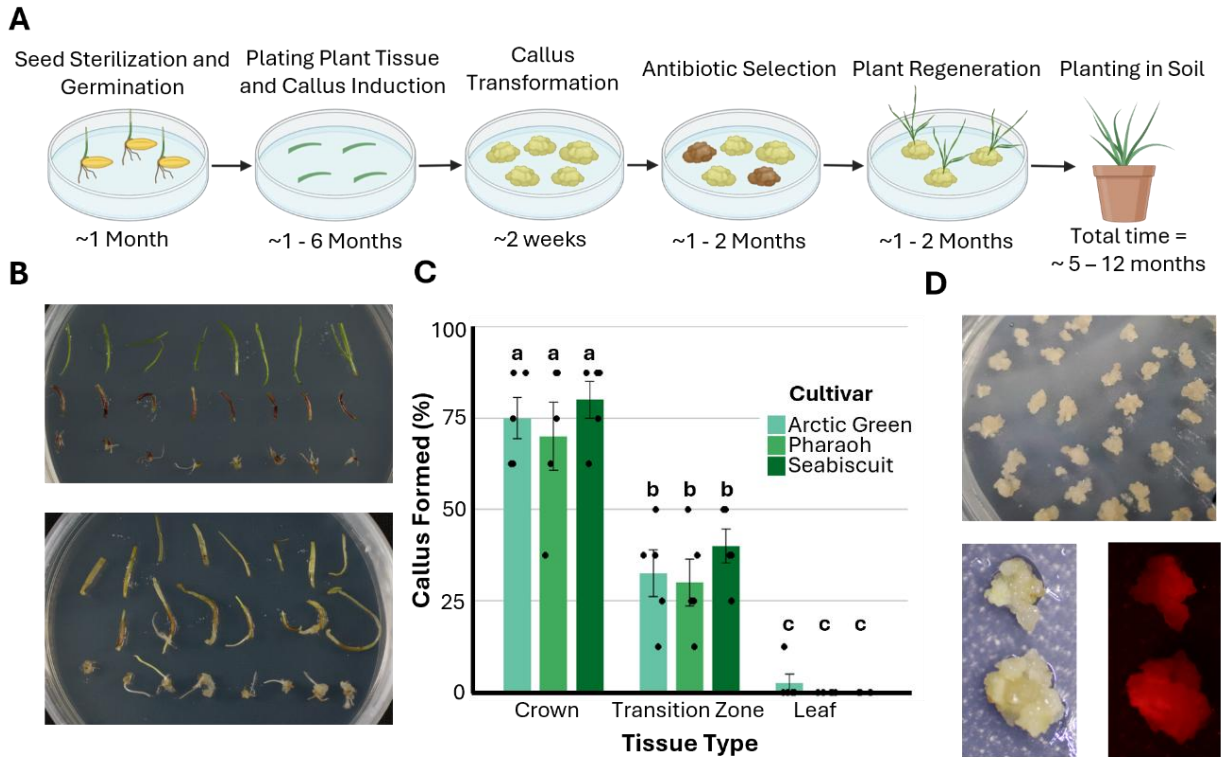 A
Seed Sterilization and
Germination
~1 Month
Plating Plant Tissue
and Callus Induction
~1 - 6 Months
Callus
Transformation
~2 weeks
Antibiotic Selection
~1 - 2 Months
Plant Regeneration
~1 - 2 Months
Planting in Soil
Total time =
~ 5 – 12 months
B
C
Callus Formed (%)
100
75
50
25
0
a a a
b b b
c c c
Cultivar
Arctic Green
Pharaoh
Seabiscuit
Crown Transition Zone Leaf
Tissue Type
D